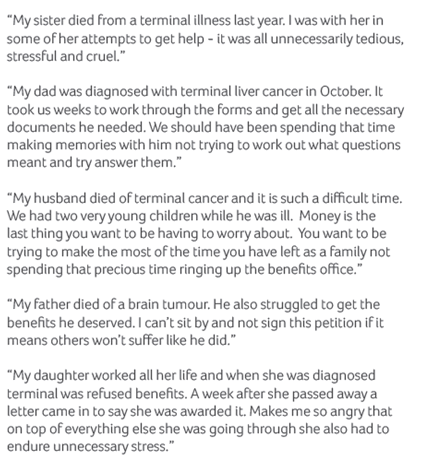 “My sister died from a terminal illness last year. I was with her in
some of her attempts to get help - it was all unnecessarily tedious,
stressful and cruel.”
“My dad was diagnosed with terminal liver cancer in October. It
took us weeks to work through the forms and get all the necessary
documents he needed. We should have been spending that time
making memories with him not trying to work out what questions
meant and try answer them.”
“My husband died of terminal cancer and it is such a difficult time.
We had two very young children while he was ill. Money is the
last thing you want to be having to worry about. You want to be
trying to make the most of the time you have left as a family not
spending that precious time ringing up the benefits office.”
“My father died of a brain tumour. He also struggled to get the
benefits he deserved. I can’t sit by and not sign this petition if it
means others won’t suffer like he did.”
“My daughter worked all her life and when she was diagnosed
terminal was refused benefits. A week after she passed away a
letter came in to say she was awarded it. Makes me so angry that
on top of everything else she was going through she also had to
endure unnecessary stress.”